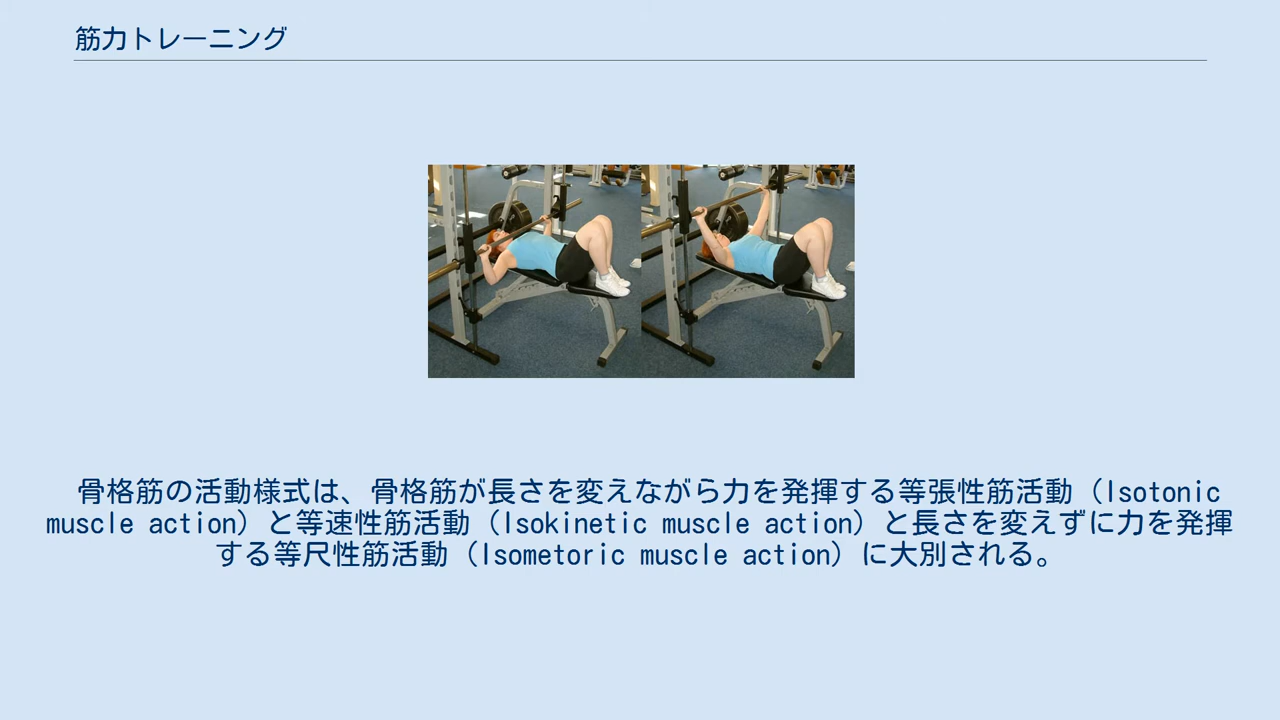 筋力トレーニング
骨格筋の活動様式は、骨格筋が長さを変えながら力を発揮する等張性筋活動（Isotonic
muscle action）と等速性筋活動（Isokinetic muscle action）と長さを変えずに力を発揮
する等尺性筋活動（Isometoric muscle action）に大別される。